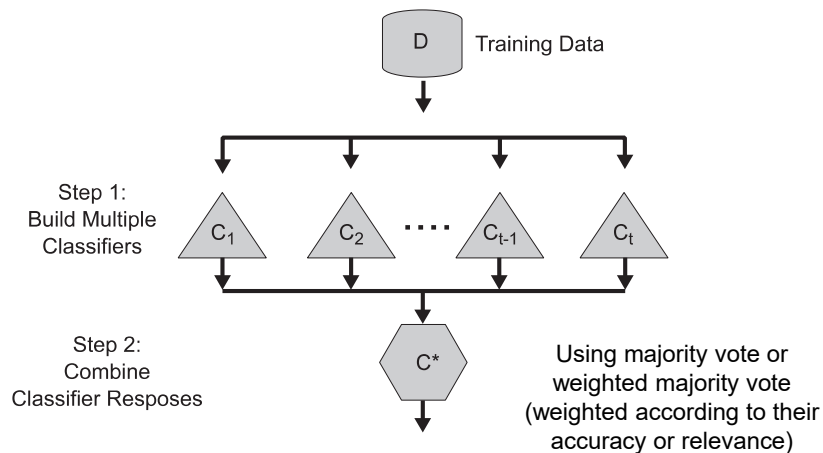 D
Training Data
Step 1:
Build Multiple
Classifiers
C1
C2
....
Ct-1
Ct
Step 2:
Combine
Classifier Resposes
C*
Using majority vote or
weighted majority vote
(weighted according to their
accuracy or relevance)